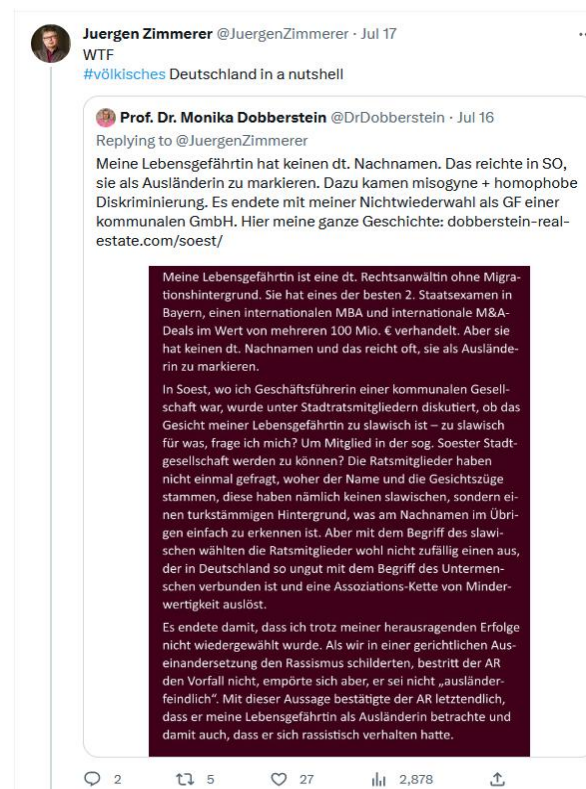 Juergen Zimmerer @JuergenZimmerer · Jul 17
WTF
#völkisches Deutschland in a nutshell
Prof. Dr. Monika Dobberstein @DrDobberstein · Jul 16
Replying to @JuergenZimmerer
Meine Lebensgefährtin hat keinen dt. Nachnamen. Das reichte in SO,
sie als Ausländerin zu markieren. Dazu kamen misogyne + homophobe
Diskriminierung. Es endete mit meiner Nichtwiederwahl als GF einer
kommunalen GmbH. Hier meine ganze Geschichte: dobberstein-real-
estate.com/soest/
Meine Lebensgefährtin ist eine dt. Rechtsanwältin ohne Migra-
tionshintergrund. Sie hat eines der besten 2. Staatsexamen in
Bayern, einen internationalen MBA und internationale M&A-
Deals im Wert von mehreren 100 Mio. € verhandelt. Aber sie
hat keinen dt. Nachnamen und das reicht oft, sie als Auslände-
rin zu markieren.
In Soest, wo ich Geschäftsführerin einer kommunalen Gesell-
schaft war, wurde unter Stadtratsmitgliedern diskutiert, ob das
Gesicht meiner Lebensgefährtin zu slawisch ist – zu slawisch
für was, frage ich mich? Um Mitglied in der sog. Soester Stadt-
gesellschaft werden zu können? Die Ratsmitglieder haben
nicht einmal gefragt, woher der Name und die Gesichtszüge
stammen, diese haben nämlich keinen slawischen, sondern ei-
nen turkstämmigen Hintergrund, was am Nachnamen im Übri-
gen einfach zu erkennen ist. Aber mit dem Begriff des slawi-
schen wählten die Ratsmitglieder wohl nicht zufällig einen aus,
der in Deutschland so ungut mit dem Begriff des Untermen-
schen verbunden ist und eine Assoziations-Kette von Minder-
wertigkeit auslöst.
Es endete damit, dass ich trotz meiner herausragenden Erfolge
nicht wiedergewählt wurde. Als wir in einer gerichtlichen Aus-
einandersetzung den Rassismus schilderten, bestritt der AR
den Vorfall nicht, empörte sich aber, er sei nicht „ausländer-
feindlich“. Mit dieser Aussage bestätigte der AR letztendlich,
dass er meine Lebensgefährtin als Ausländerin betrachte und
damit auch, dass er sich rassistisch verhalten hatte.
2 5 27 2,878